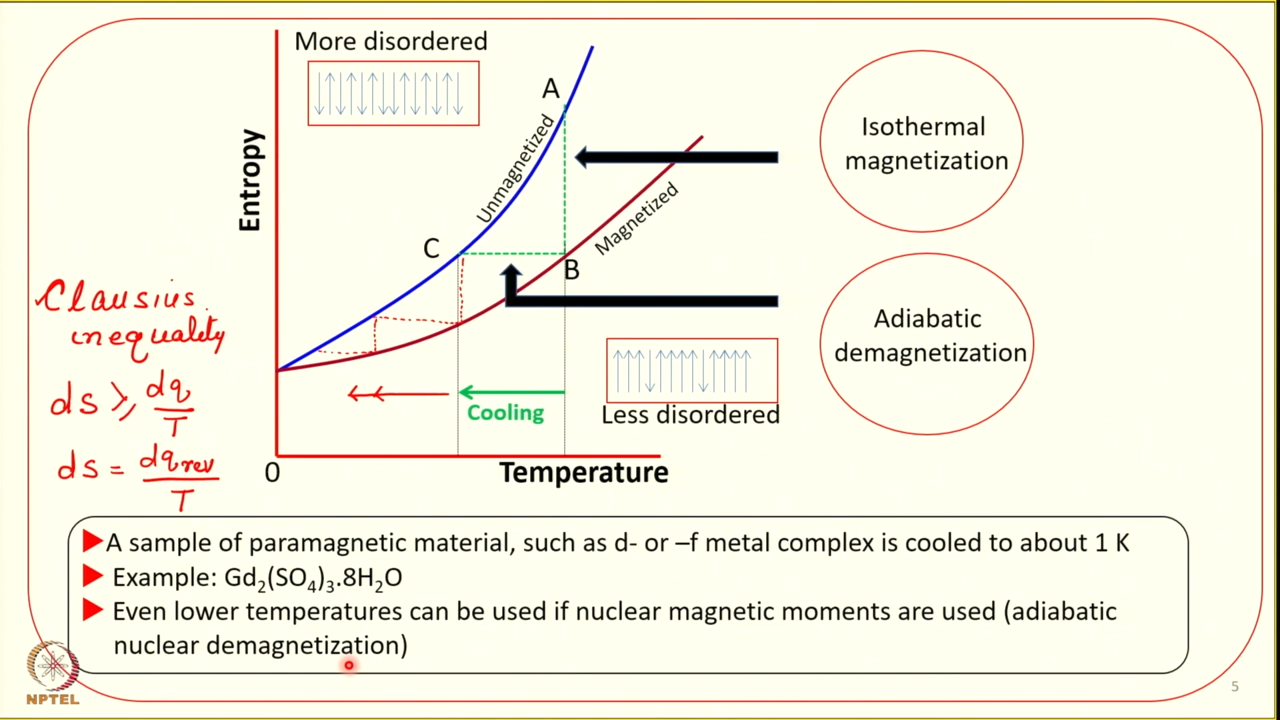 More disordered
A
Unmagnetized
Entropy
C
Magnetized
B
Isothermal
magnetization
Adiabatic
demagnetization
Clausius
inequality
ds ≥ dq/T
ds = dqrev/T
Cooling
Less disordered
0
Temperature
A sample of paramagnetic material, such as d- or –f metal complex is cooled to about 1 K
Example: Gd₂(SO₄)₃.8H₂O
Even lower temperatures can be used if nuclear magnetic moments are used (adiabatic
nuclear demagnetization)
NPTEL
5